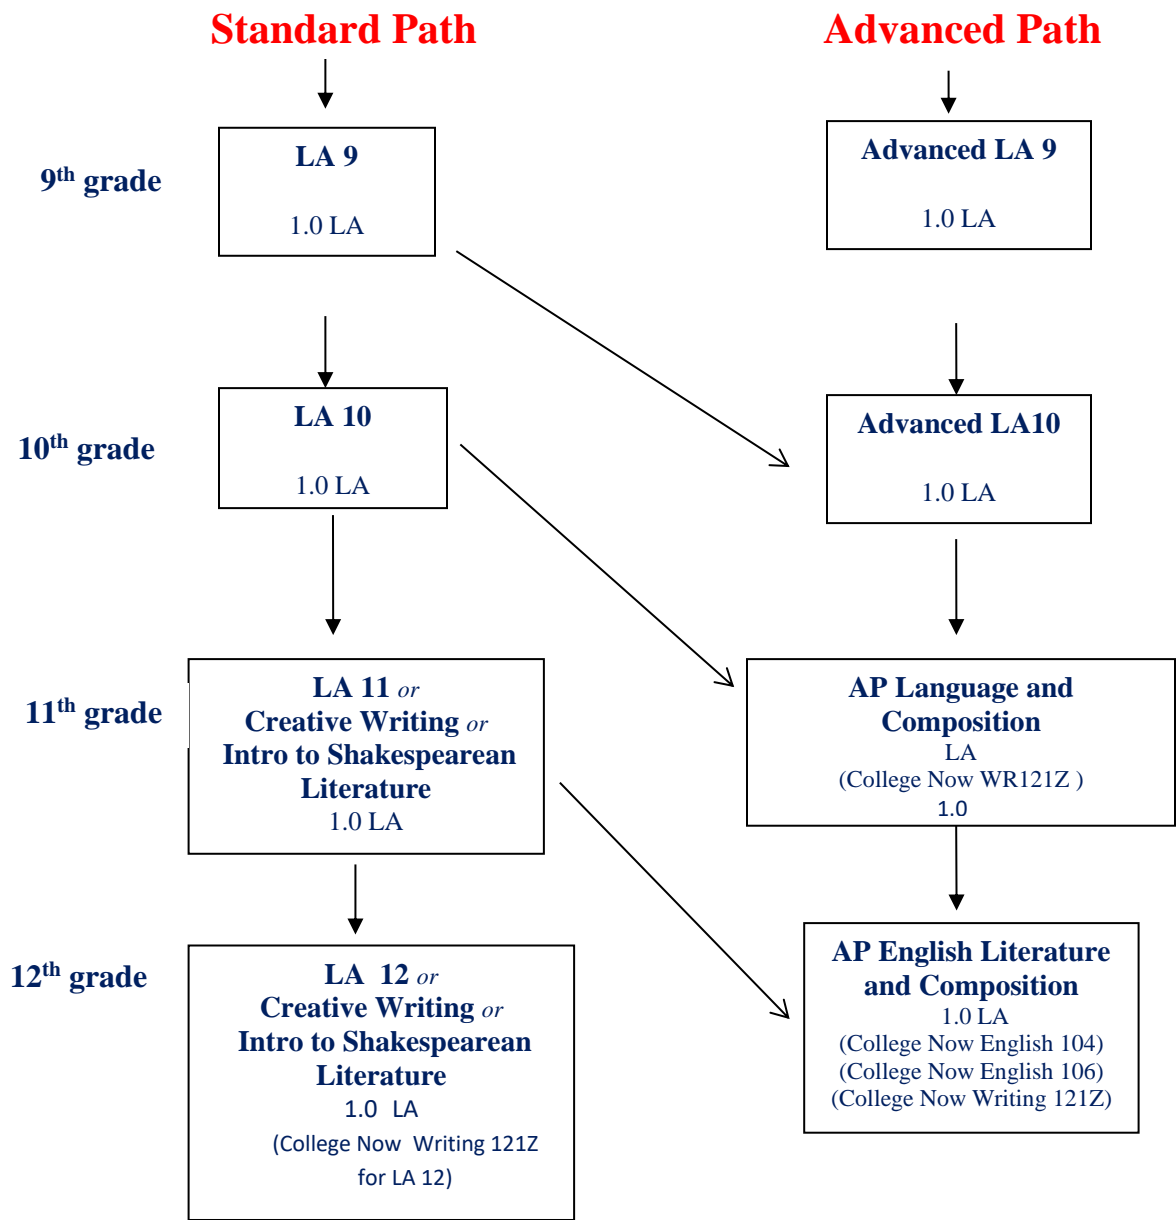 Standard Path
Advanced Path
9th grade
LA 9
1.0 LA
Advanced LA 9
1.0 LA
10th grade
LA 10
1.0 LA
Advanced LA10
1.0 LA
11th grade
LA 11 or
Creative Writing or
Intro to Shakespearean
Literature
1.0 LA
AP Language and
Composition
LA
(College Now WR121Z )
1.0
12th grade
LA 12 or
Creative Writing or
Intro to Shakespearean
Literature
1.0 LA
(College Now Writing 121Z
for LA 12)
AP English Literature
and Composition
1.0 LA
(College Now English 104)
(College Now English 106)
(College Now Writing 121Z)